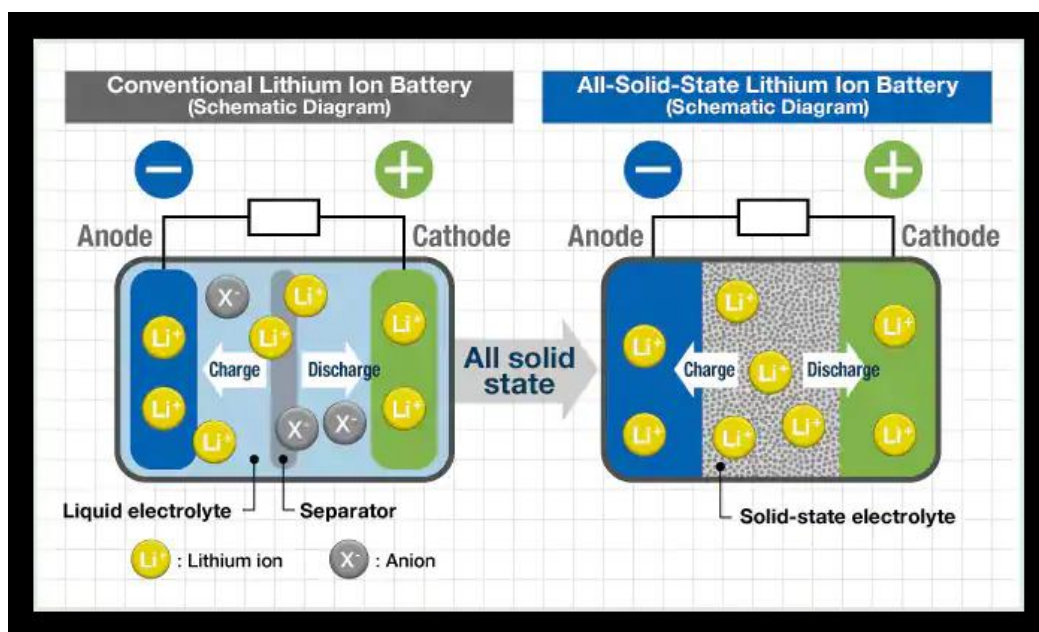 Conventional Lithium Ion Battery
(Schematic Diagram)
All-Solid-State Lithium Ion Battery
(Schematic Diagram)
−
+
−
+
Anode
Cathode
Anode
Cathode
X⁻
Li⁺
Li⁺
Li⁺
Li⁺
Charge
Discharge
Li⁺
Li⁺
Li⁺
X⁻
X⁻
All solid
state
Li⁺
Li⁺
Li⁺
Charge
Li⁺
Discharge
Li⁺
Li⁺
Li⁺
Li⁺
Liquid electrolyte
Separator
Solid-state electrolyte
Li⁺ : Lithium ion
X⁻ : Anion